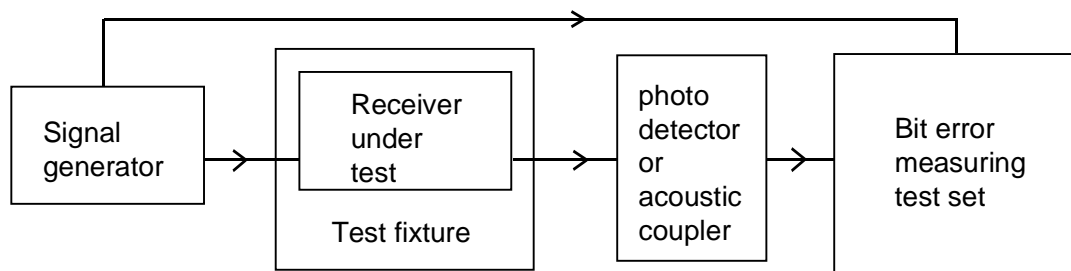 Signal
generator
Receiver
under
test
Test fixture
photo
detector
or
acoustic
coupler
Bit error
measuring
test set